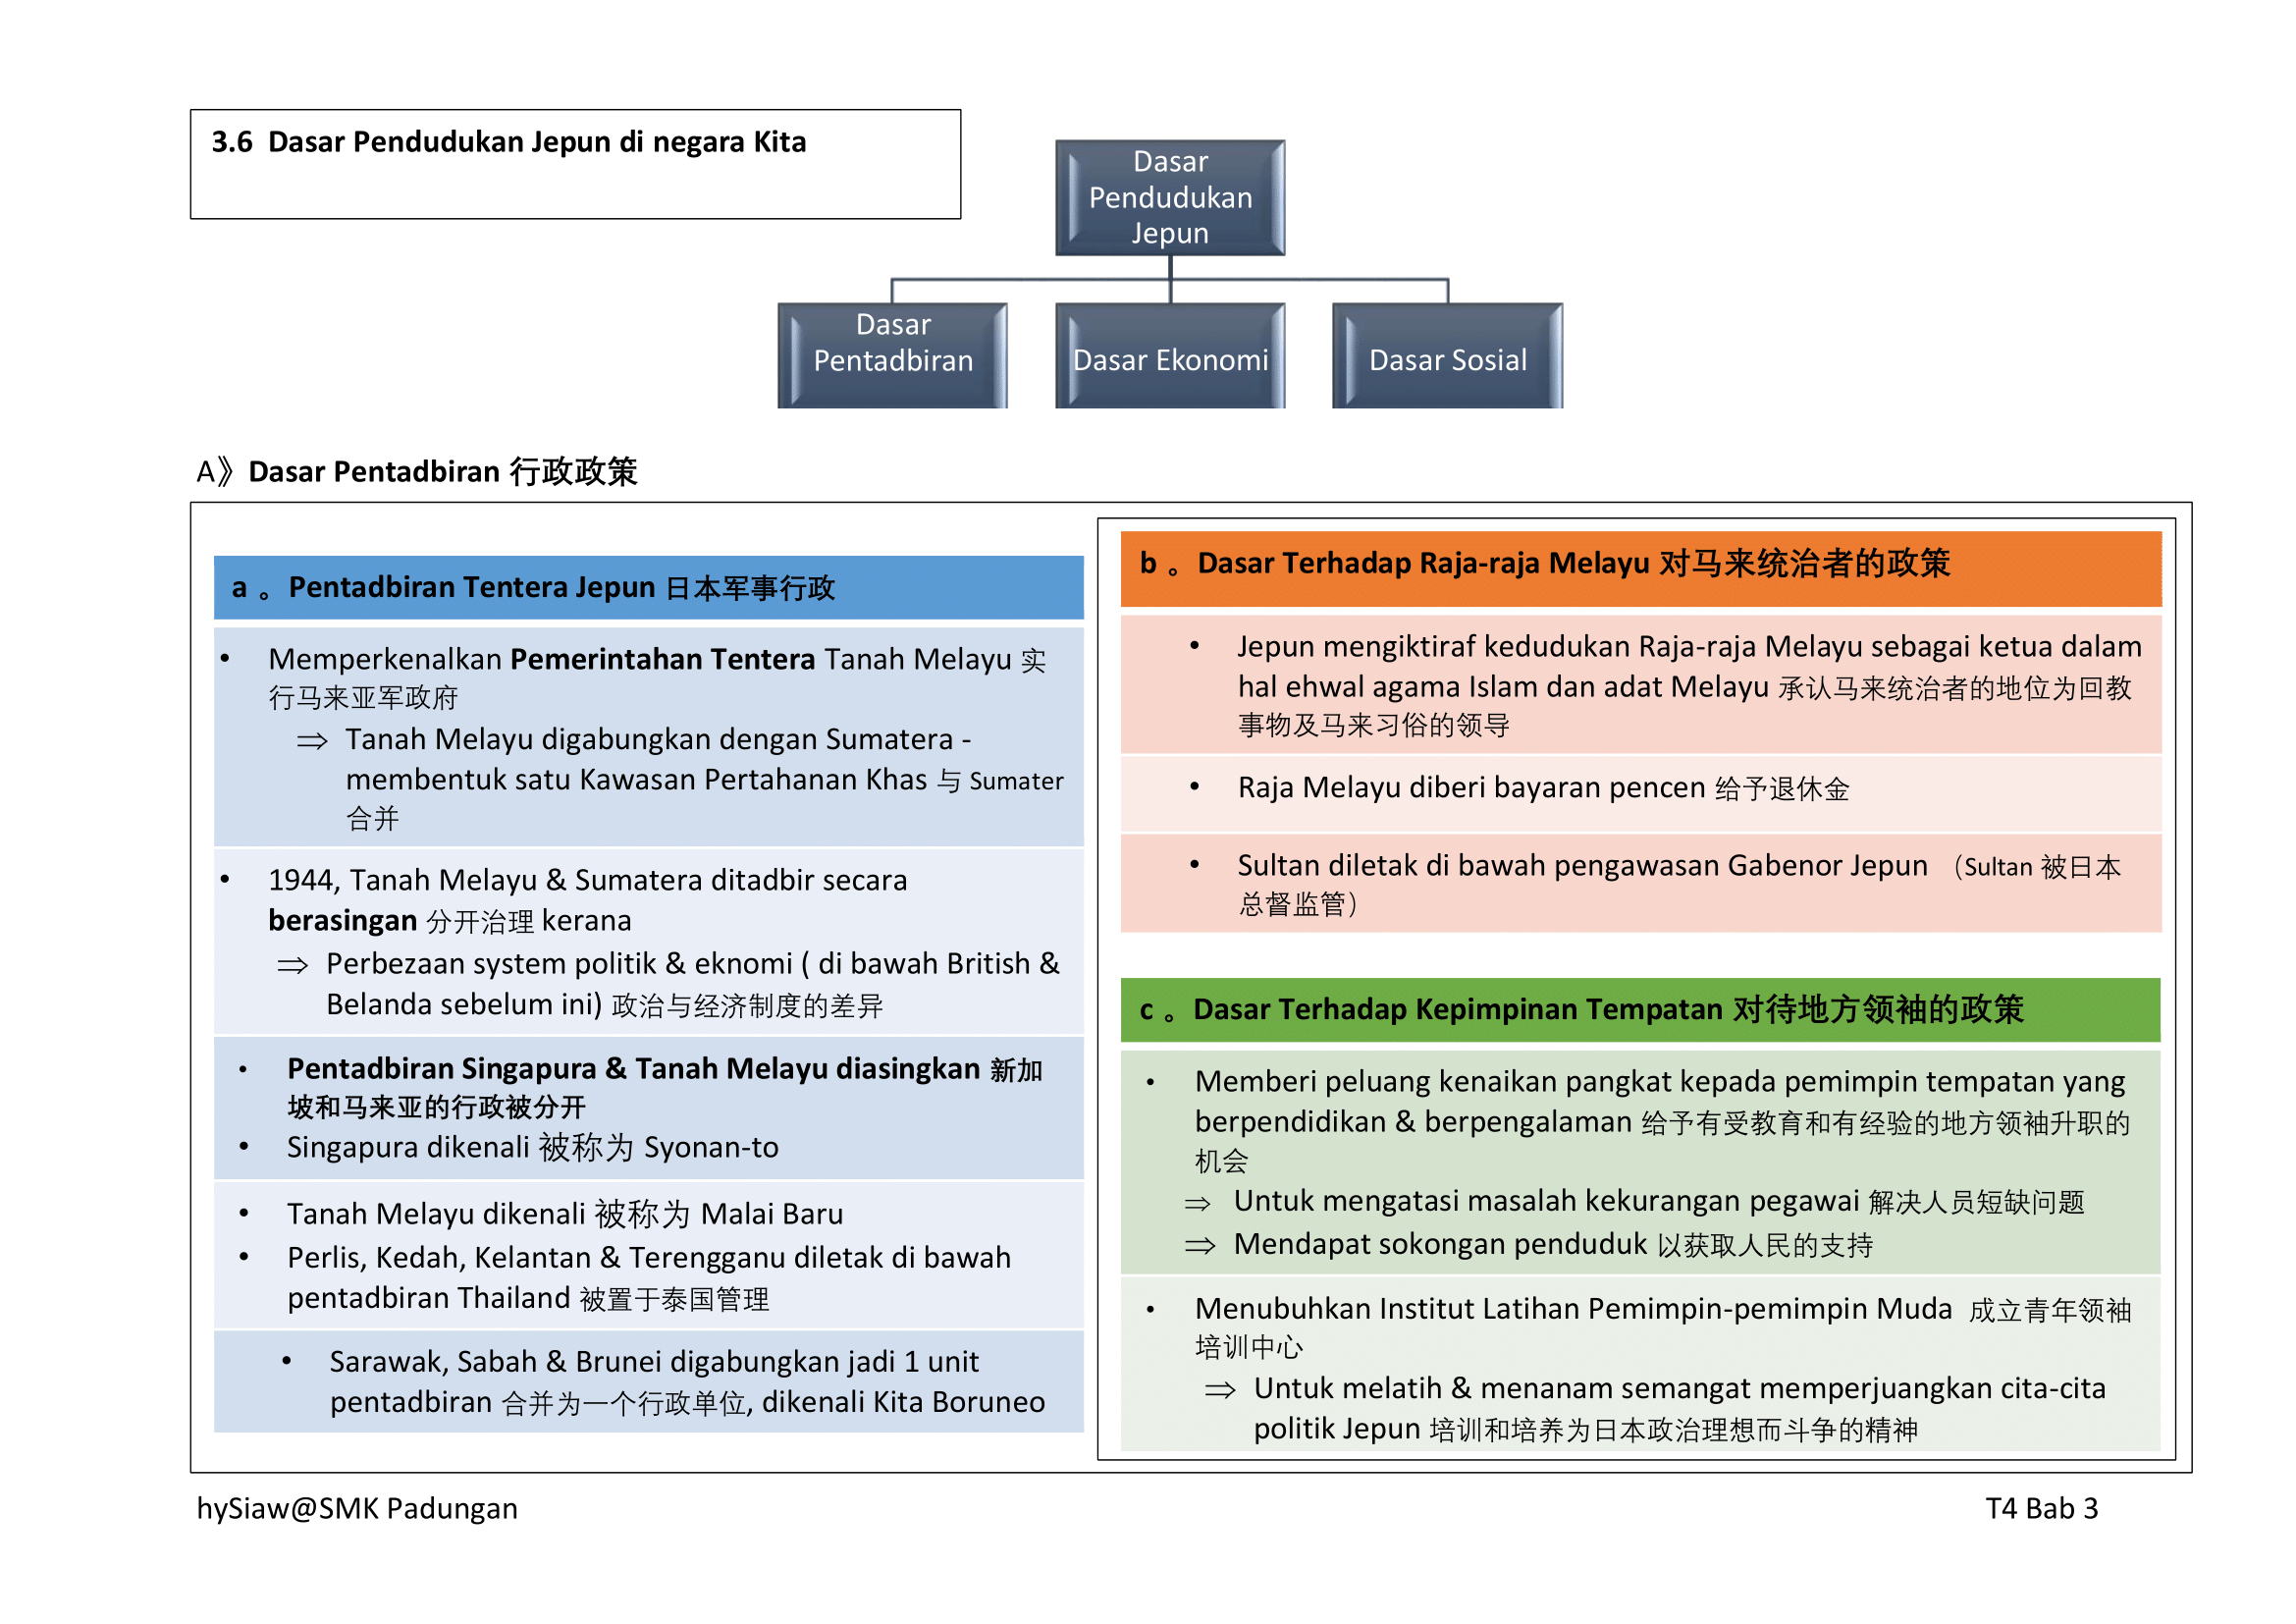 3.6 Dasar Pendudukan Jepun di negara Kita
Dasar
Pendudukan
Jepun
Dasar
Pentadbiran
Dasar Ekonomi
Dasar Sosial
A》Dasar Pentadbiran 行政政策
a 。Pentadbiran Tentera Jepun 日本军事行政
• Memperkenalkan Pemerintahan Tentera Tanah Melayu 实
行马来亚军政府
⇒ Tanah Melayu digabungkan dengan Sumatera -
membentuk satu Kawasan Pertahanan Khas 与 Sumater
合并
• 1944, Tanah Melayu & Sumatera ditadbir secara
berasingan 分开治理 kerana
⇒ Perbezaan system politik & eknomi ( di bawah British &
Belanda sebelum ini) 政治与经济制度的差异
• Pentadbiran Singapura & Tanah Melayu diasingkan 新加
坡和马来亚的行政被分开
• Singapura dikenali 被称为 Syonan-to
• Tanah Melayu dikenali 被称为 Malai Baru
• Perlis, Kedah, Kelantan & Terengganu diletak di bawah
pentadbiran Thailand 被置于泰国管理
• Sarawak, Sabah & Brunei digabungkan jadi 1 unit
pentadbiran 合并为一个行政单位, dikenali Kita Boruneo
b 。Dasar Terhadap Raja-raja Melayu 对马来统治者的政策
• Jepun mengiktiraf kedudukan Raja-raja Melayu sebagai ketua dalam
hal ehwal agama Islam dan adat Melayu 承认马来统治者的地位为回教
事物及马来习俗的领导
• Raja Melayu diberi bayaran pencen 给予退休金
• Sultan diletak di bawah pengawasan Gabenor Jepun （Sultan 被日本
总督监管）
c 。Dasar Terhadap Kepimpinan Tempatan 对待地方领袖的政策
• Memberi peluang kenaikan pangkat kepada pemimpin tempatan yang
berpendidikan & berpengalaman 给予有受教育和有经验的地方领袖升职的
机会
⇒ Untuk mengatasi masalah kekurangan pegawai 解决人员短缺问题
⇒ Mendapat sokongan penduduk 以获取人民的支持
• Menubuhkan Institut Latihan Pemimpin-pemimpin Muda 成立青年领袖
培训中心
⇒ Untuk melatih & menanam semangat memperjuangkan cita-cita
politik Jepun 培训和培养为日本政治理想而斗争的精神
hySiaw@SMK Padungan
T4 Bab 3